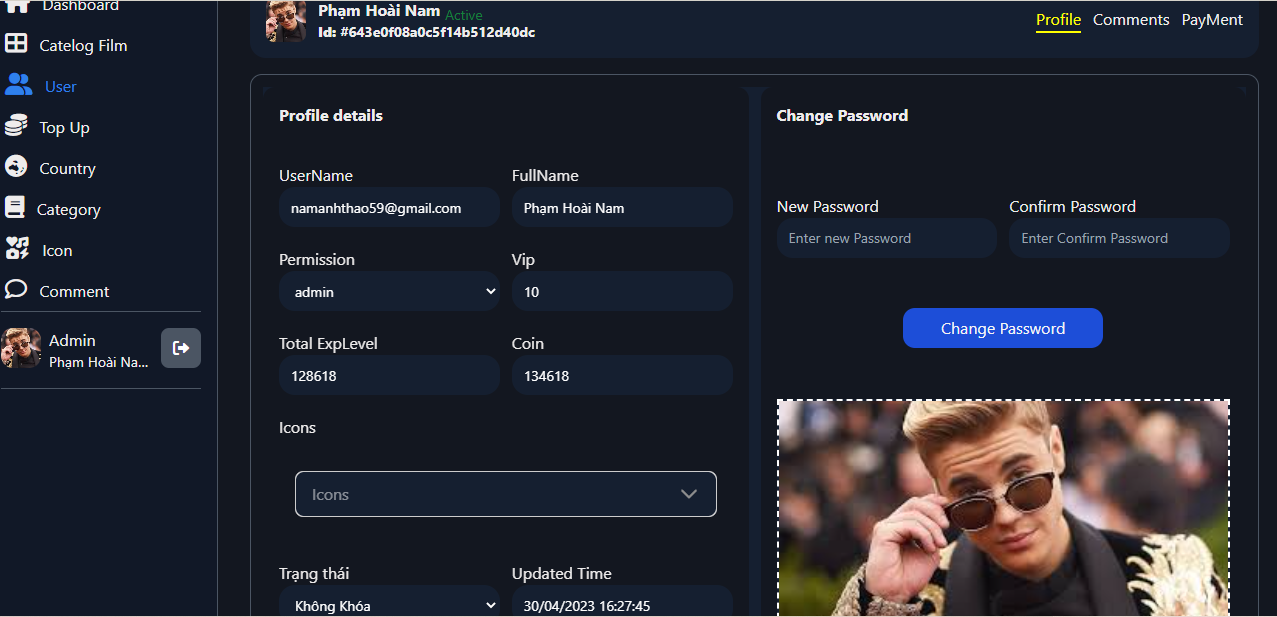 Dashboard
Catelog Film
User
Top Up
Country
Category
Icon
Comment
Admin
Phạm Hoài Na...
Phạm Hoài Nam Active
Id: #643e0f08a0c5f14b512d40dc
Profile Comments PayMent
Profile details
UserName FullName
namanhthao59@gmail.com Phạm Hoài Nam
Permission Vip
admin 10
Total ExpLevel Coin
128618 134618
Icons
Icons
Trạng thái Updated Time
Không Khóa 30/04/2023 16:27:45
Change Password
New Password Confirm Password
Enter new Password Enter Confirm Password
Change Password